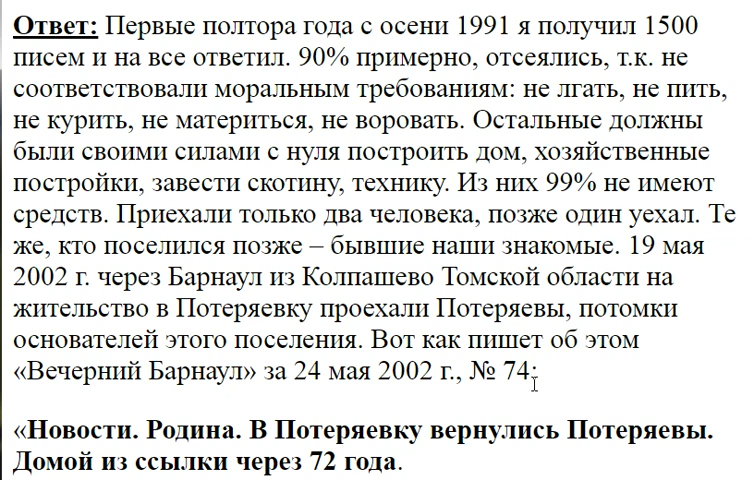 Ответ: Первые полтора года с осени 1991 я получил 1500
писем и на все ответил. 90% примерно, отсеялись, т.к. не
соответствовали моральным требованиям: не лгать, не пить,
не курить, не материться, не воровать. Остальные должны
были своими силами с нуля построить дом, хозяйственные
постройки, завести скотину, технику. Из них 99% не имеют
средств. Приехали только два человека, позже один уехал. Те
же, кто поселился позже – бывшие наши знакомые. 19 мая
2002 г. через Барнаул из Колпашево Томской области на
жительство в Потеряевку проехали Потеряевы, потомки
основателей этого поселения. Вот как пишет об этом
«Вечерний Барнаул» за 24 мая 2002 г., № 74:
«Новости. Родина. В Потеряевку вернулись Потеряевы.
Домой из ссылки через 72 года.